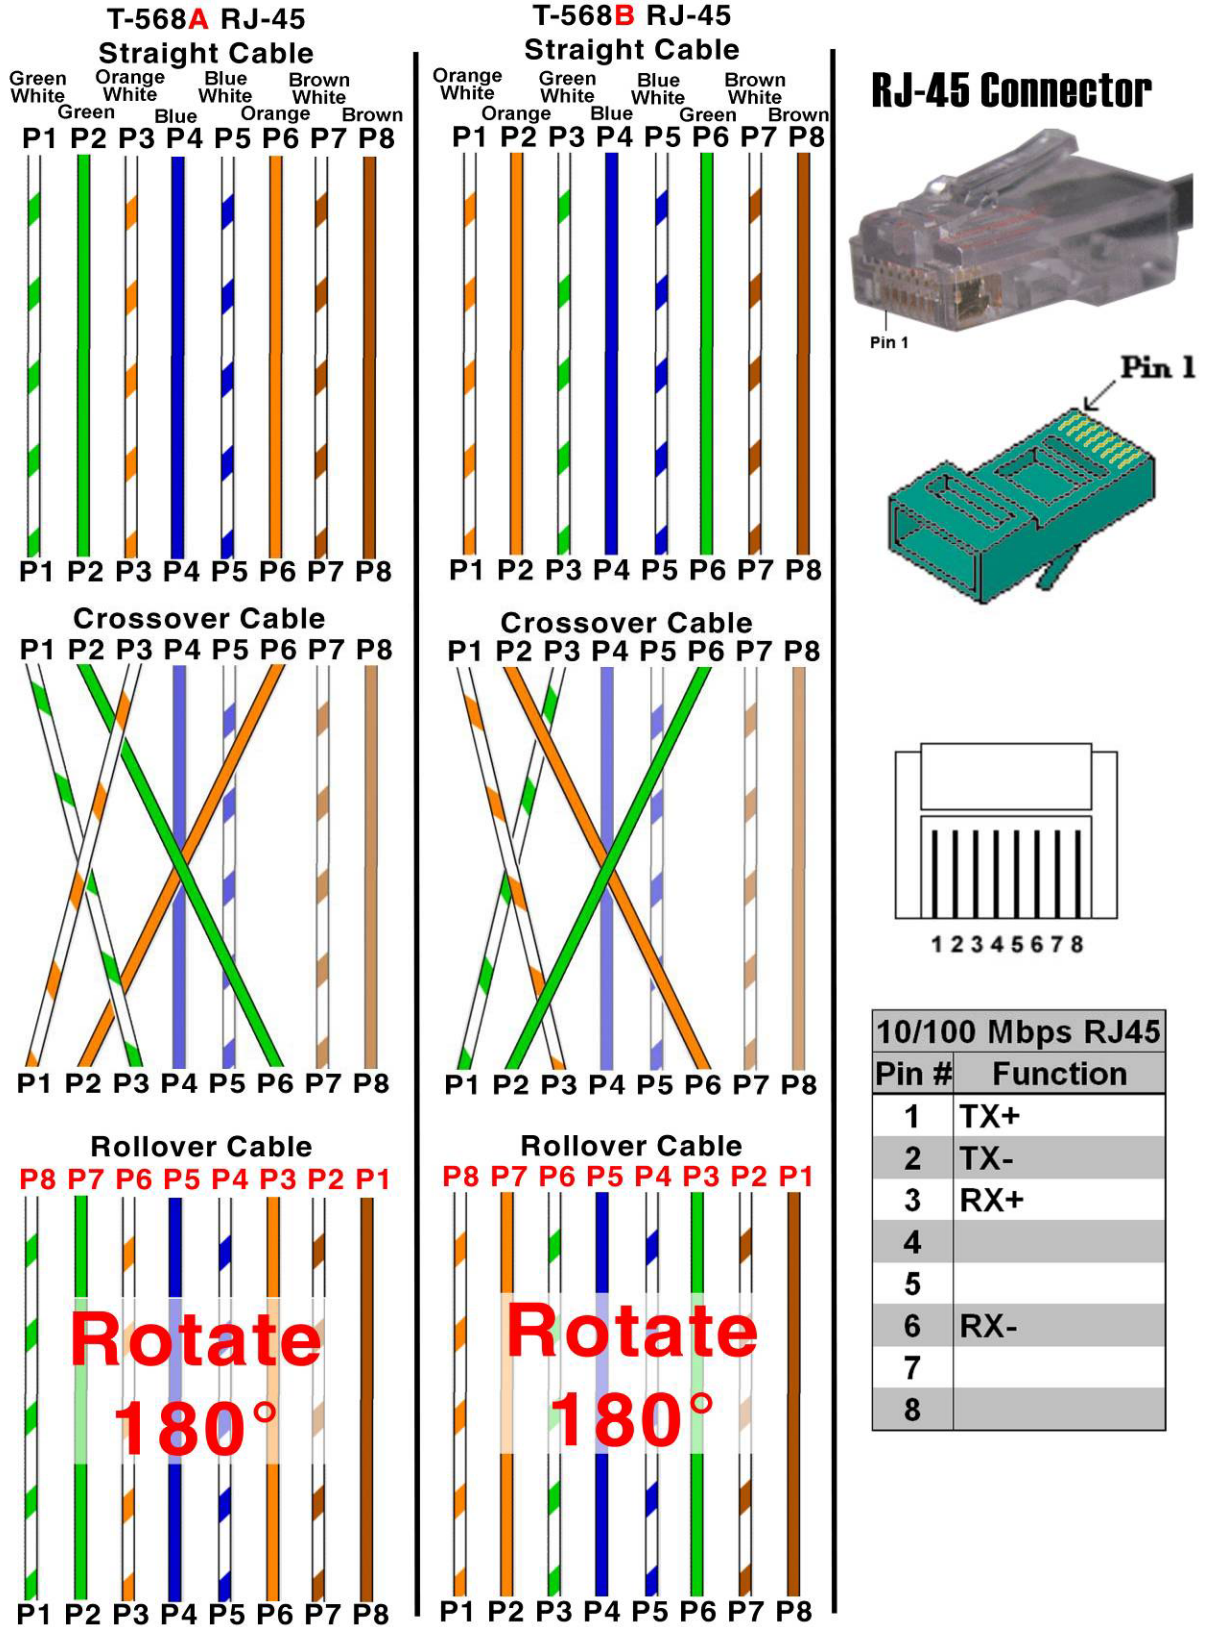 T-568A RJ-45
Straight Cable
Green White
Green
Orange White
Blue
Blue White
Orange
Brown White
Brown
P1 P2 P3 P4 P5 P6 P7 P8
P1 P2 P3 P4 P5 P6 P7 P8
Crossover Cable
P1 P2 P3 P4 P5 P6 P7 P8
P1 P2 P3 P4 P5 P6 P7 P8
Rollover Cable
P8 P7 P6 P5 P4 P3 P2 P1
Rotate
180°
P1 P2 P3 P4 P5 P6 P7 P8
T-568B RJ-45
Straight Cable
Orange White
Orange
Green White
Blue
Blue White
Green
Brown White
Brown
P1 P2 P3 P4 P5 P6 P7 P8
P1 P2 P3 P4 P5 P6 P7 P8
Crossover Cable
P1 P2 P3 P4 P5 P6 P7 P8
P1 P2 P3 P4 P5 P6 P7 P8
Rollover Cable
P8 P7 P6 P5 P4 P3 P2 P1
Rotate
180°
P1 P2 P3 P4 P5 P6 P7 P8
RJ-45 Connector
Pin 1
Pin 1
1 2 3 4 5 6 7 8
10/100 Mbps RJ45
Pin # Function
1 TX+
2 TX-
3 RX+
4
5
6 RX-
7
8